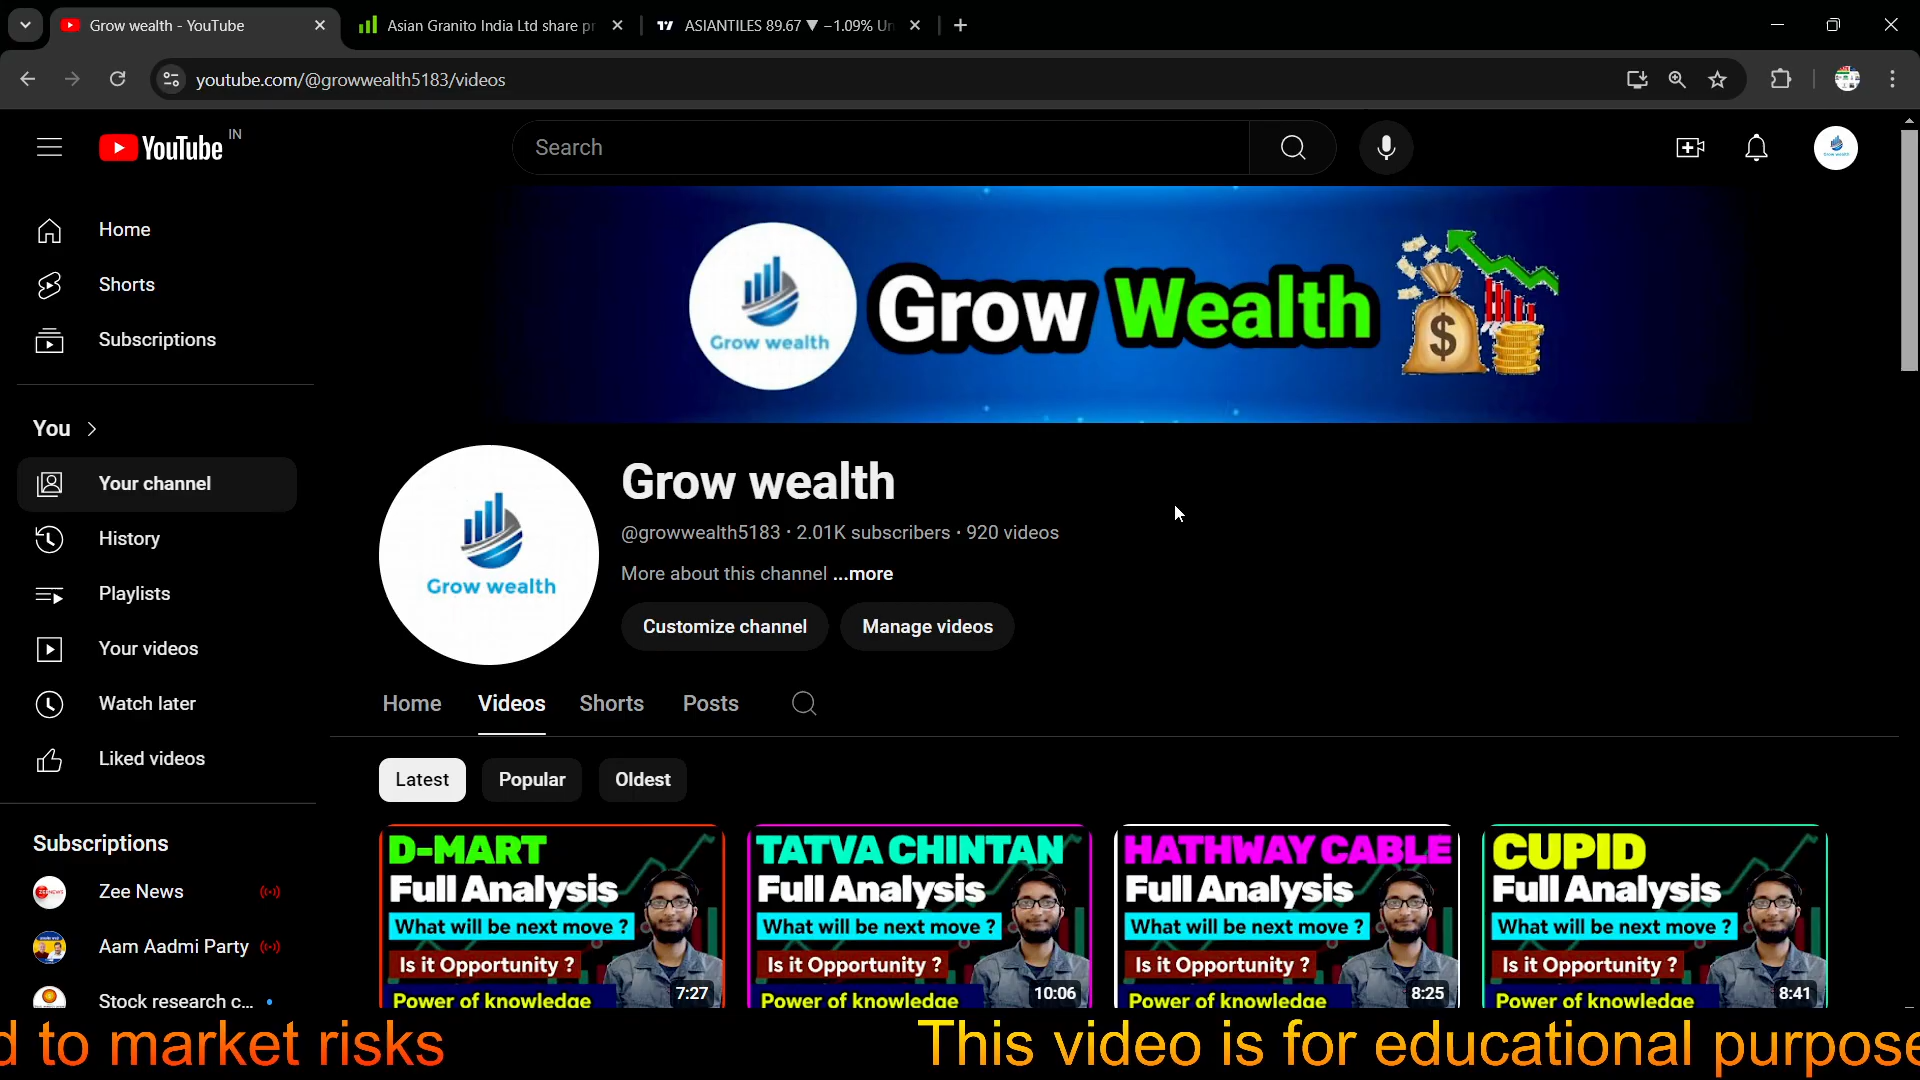 Grow wealth - YouTube
Asian Granito India Ltd share pr
ASIANTILES 89.67 ▼ −1.09% Un
youtube.com/@growwealth5183/videos
YouTube IN
Search
Home
Shorts
Subscriptions
You
Your channel
History
Playlists
Your videos
Watch later
Liked videos
Subscriptions
Zee News
Aam Aadmi Party
Stock research c...
Grow wealth
Grow Wealth
$
Grow wealth
Grow wealth
@growwealth5183 · 2.01K subscribers · 920 videos
More about this channel ...more
Customize channel
Manage videos
Home
Videos
Shorts
Posts
Latest
Popular
Oldest
D-MART
Full Analysis
What will be next move ?
Is it Opportunity ?
Power of knowledge
7:27
TATVA CHINTAN
Full Analysis
What will be next move ?
Is it Opportunity ?
Power of knowledge
10:06
HATHWAY CABLE
Full Analysis
What will be next move ?
Is it Opportunity ?
Power of knowledge
8:25
CUPID
Full Analysis
What will be next move ?
Is it Opportunity ?
Power of knowledge
8:41
d to market risks
This video is for educational purpose